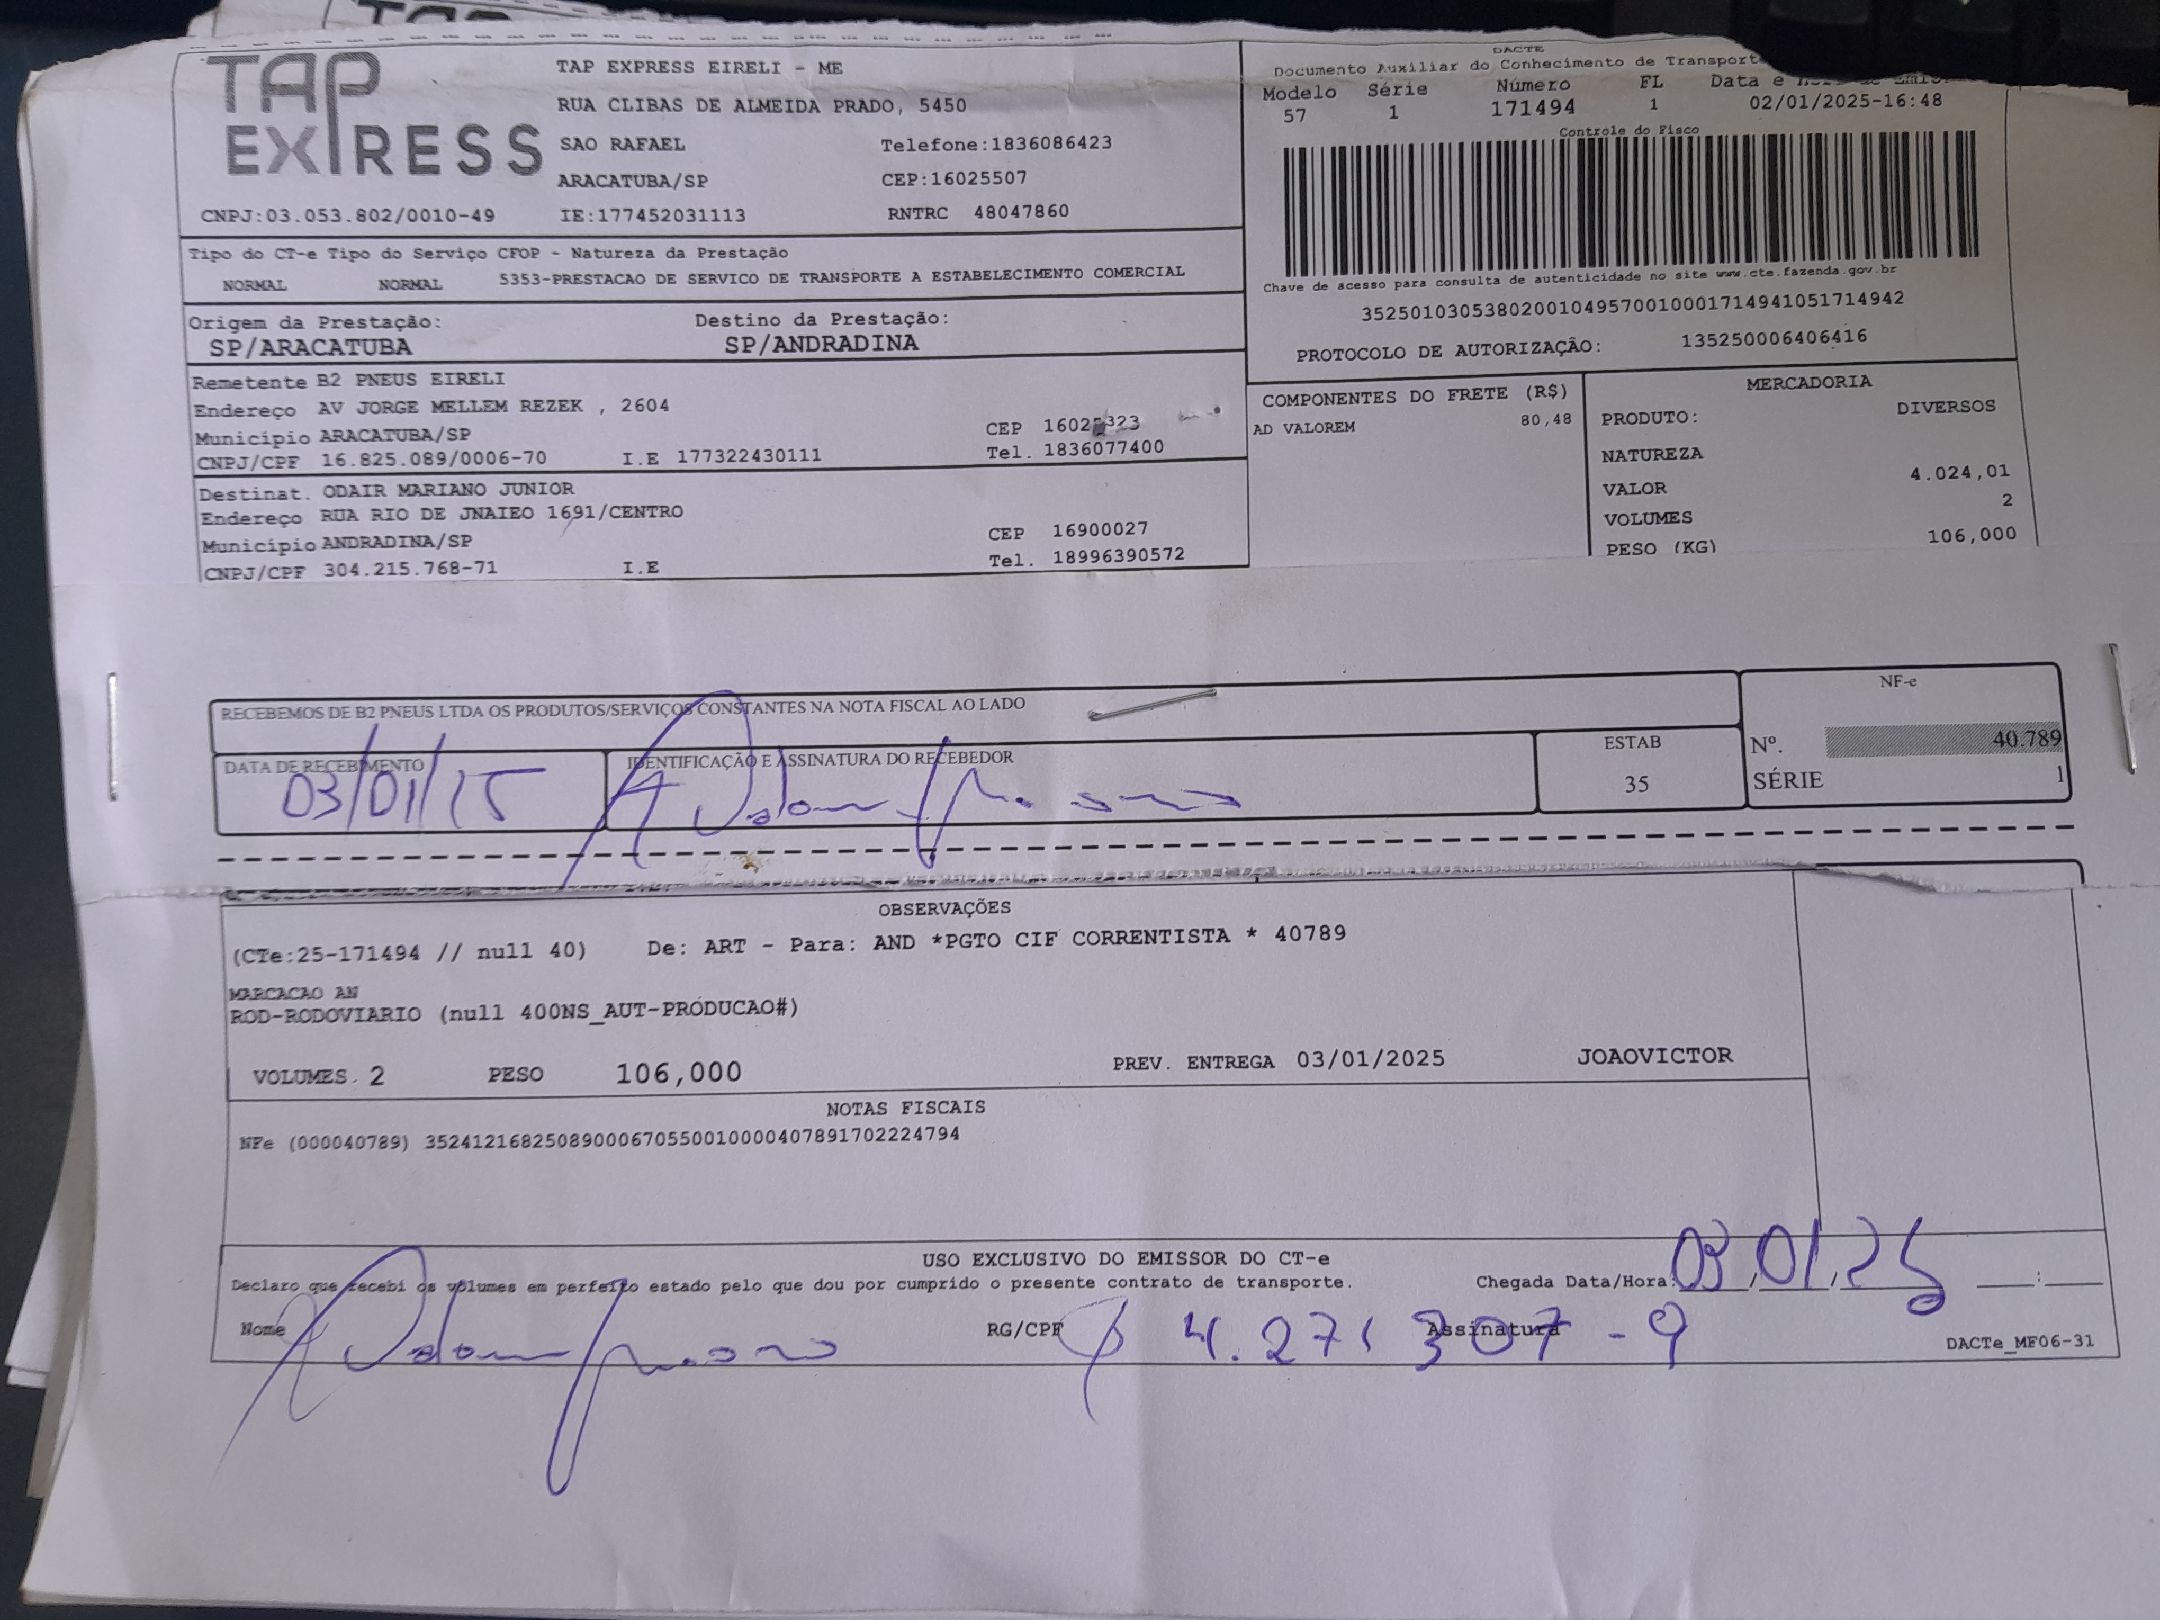 TAP EXPRESS
TAP EXPRESS EIRELI - ME
RUA CLIBAS DE ALMEIDA PRADO, 5450
SAO RAFAEL Telefone:1836086423
ARACATUBA/SP CEP:16025507
CNPJ:03.053.802/0010-49 IE:177452031113 RNTRC 48047860
DACTE
Documento Auxiliar do Conhecimento de Transport
Modelo Série Número FL Data e
57 1 171494 1 02/01/2025-16:48
Controle do Fisco
Chave de acesso para consulta de autenticidade no site www.cte.fazenda.gov.br
35250103053802001049570010001714941051714942
PROTOCOLO DE AUTORIZAÇÃO: 135250006406416
Tipo do CT-e Tipo do Serviço CFOP - Natureza da Prestação
NORMAL NORMAL 5353-PRESTACAO DE SERVICO DE TRANSPORTE A ESTABELECIMENTO COMERCIAL
Origem da Prestação: Destino da Prestação:
SP/ARACATUBA SP/ANDRADINA
Remetente B2 PNEUS EIRELI
Endereço AV JORGE MELLEM REZEK , 2604
Município ARACATUBA/SP CEP
CNPJ/CPF 16.825.089/0006-70 I.E 177322430111 Tel. 1836077400
Destinat. ODAIR MARIANO JUNIOR
Endereço RUA RIO DE JNAIEO 1691/CENTRO
Município ANDRADINA/SP CEP 16900027
CNPJ/CPF 304.215.768-71 I.E Tel. 18996390572
COMPONENTES DO FRETE (R$)
AD VALOREM 80,48
MERCADORIA
PRODUTO: DIVERSOS
NATUREZA
VALOR 4.024,01
VOLUMES 2
PESO (KG) 106,000
RECEBEMOS DE B2 PNEUS LTDA OS PRODUTOS/SERVIÇOS CONSTANTES NA NOTA FISCAL AO LADO
DATA DE RECEBIMENTO IDENTIFICAÇÃO E ASSINATURA DO RECEBEDOR
03/01/25
ESTAB
35
NF-e
Nº. 40.789
SÉRIE 1
OBSERVAÇÕES
(CTe:25-171494 // null 40) De: ART - Para: AND *PGTO CIF CORRENTISTA * 40789
MARCACAO AN
ROD-RODOVIARIO (null 400NS_AUT-PRODUCAO#)
VOLUMES. 2 PESO 106,000 PREV. ENTREGA 03/01/2025 JOAOVICTOR
NOTAS FISCAIS
NFe (000040789) 35241216825089000670550010000407891702224794
USO EXCLUSIVO DO EMISSOR DO CT-e
Declaro que recebi os volumes em perfeito estado pelo que dou por cumprido o presente contrato de transporte. Chegada Data/Hora: 03/01/25 __:__
Nome RG/CPF Assinatura
DACTe_MF06-31